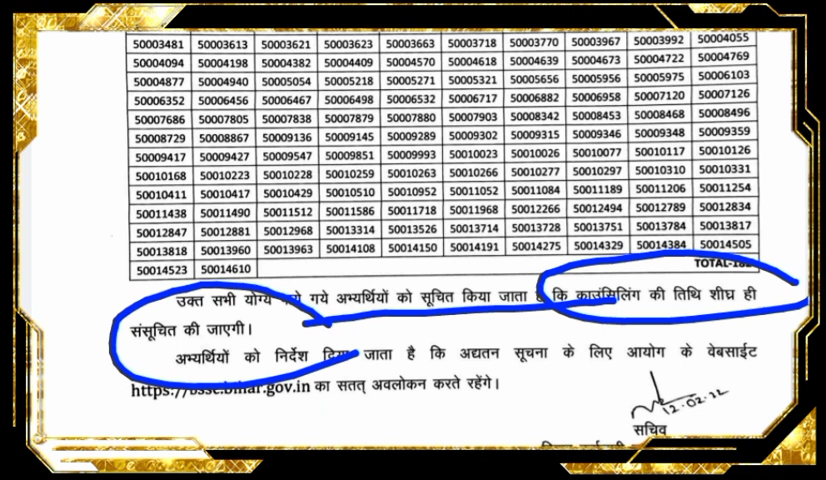 50003481 50003613 50003621 50003623 50003663 50003718 50003770 50003967 50003992 50004055
50004094 50004198 50004382 50004409 50004570 50004618 50004639 50004673 50004722 50004769
50004877 50004940 50005054 50005218 50005271 50005321 50005656 50005956 50005975 50006103
50006352 50006456 50006467 50006498 50006532 50006717 50006882 50006958 50007120 50007126
50007686 50007805 50007838 50007879 50007880 50007903 50008342 50008453 50008468 50008496
50008729 50008867 50009136 50009145 50009289 50009302 50009315 50009346 50009348 50009359
50009417 50009427 50009547 50009851 50009993 50010023 50010026 50010077 50010117 50010126
50010168 50010223 50010228 50010259 50010263 50010266 50010277 50010297 50010310 50010331
50010411 50010417 50010429 50010510 50010952 50011052 50011084 50011189 50011206 50011254
50011438 50011490 50011512 50011586 50011718 50011968 50012266 50012494 50012789 50012834
50012847 50012881 50012968 50013314 50013526 50013714 50013728 50013751 50013784 50013817
50013818 50013960 50013963 50014108 50014150 50014191 50014275 50014329 50014384 50014505
50014523 50014610 TOTAL-
उक्त सभी योग्य पाये गये अभ्यर्थियों को सूचित किया जाता है कि काउंसिलिंग की तिथि शीघ्र ही
संसूचित की जाएगी।
अभ्यर्थियों को निर्देश दिया जाता है कि अद्यतन सूचना के लिए आयोग के वेबसाईट
https://bssc.bihar.gov.in का सतत् अवलोकन करते रहेंगे।
12.02.22
सचिव